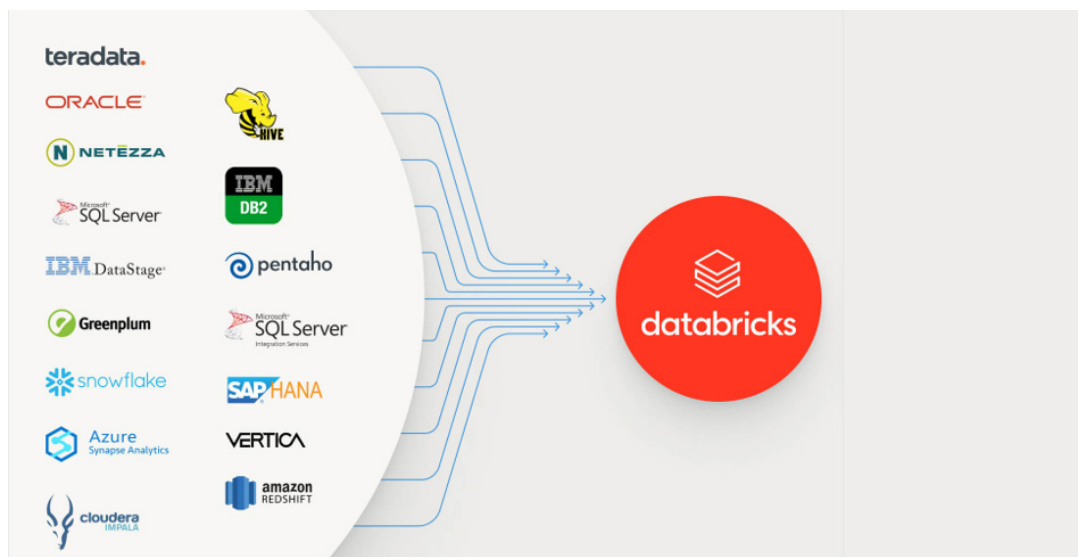 teradata.
ORACLE
N NETEZZA
Microsoft
SQL Server
IBM DataStage
Greenplum
snowflake
Azure
Synapse Analytics
cloudera
IMPALA
HIVE
IBM
DB2
pentaho
Microsoft
SQL Server
Integration Services
SAP HANA
VERTICA
amazon
REDSHIFT
databricks